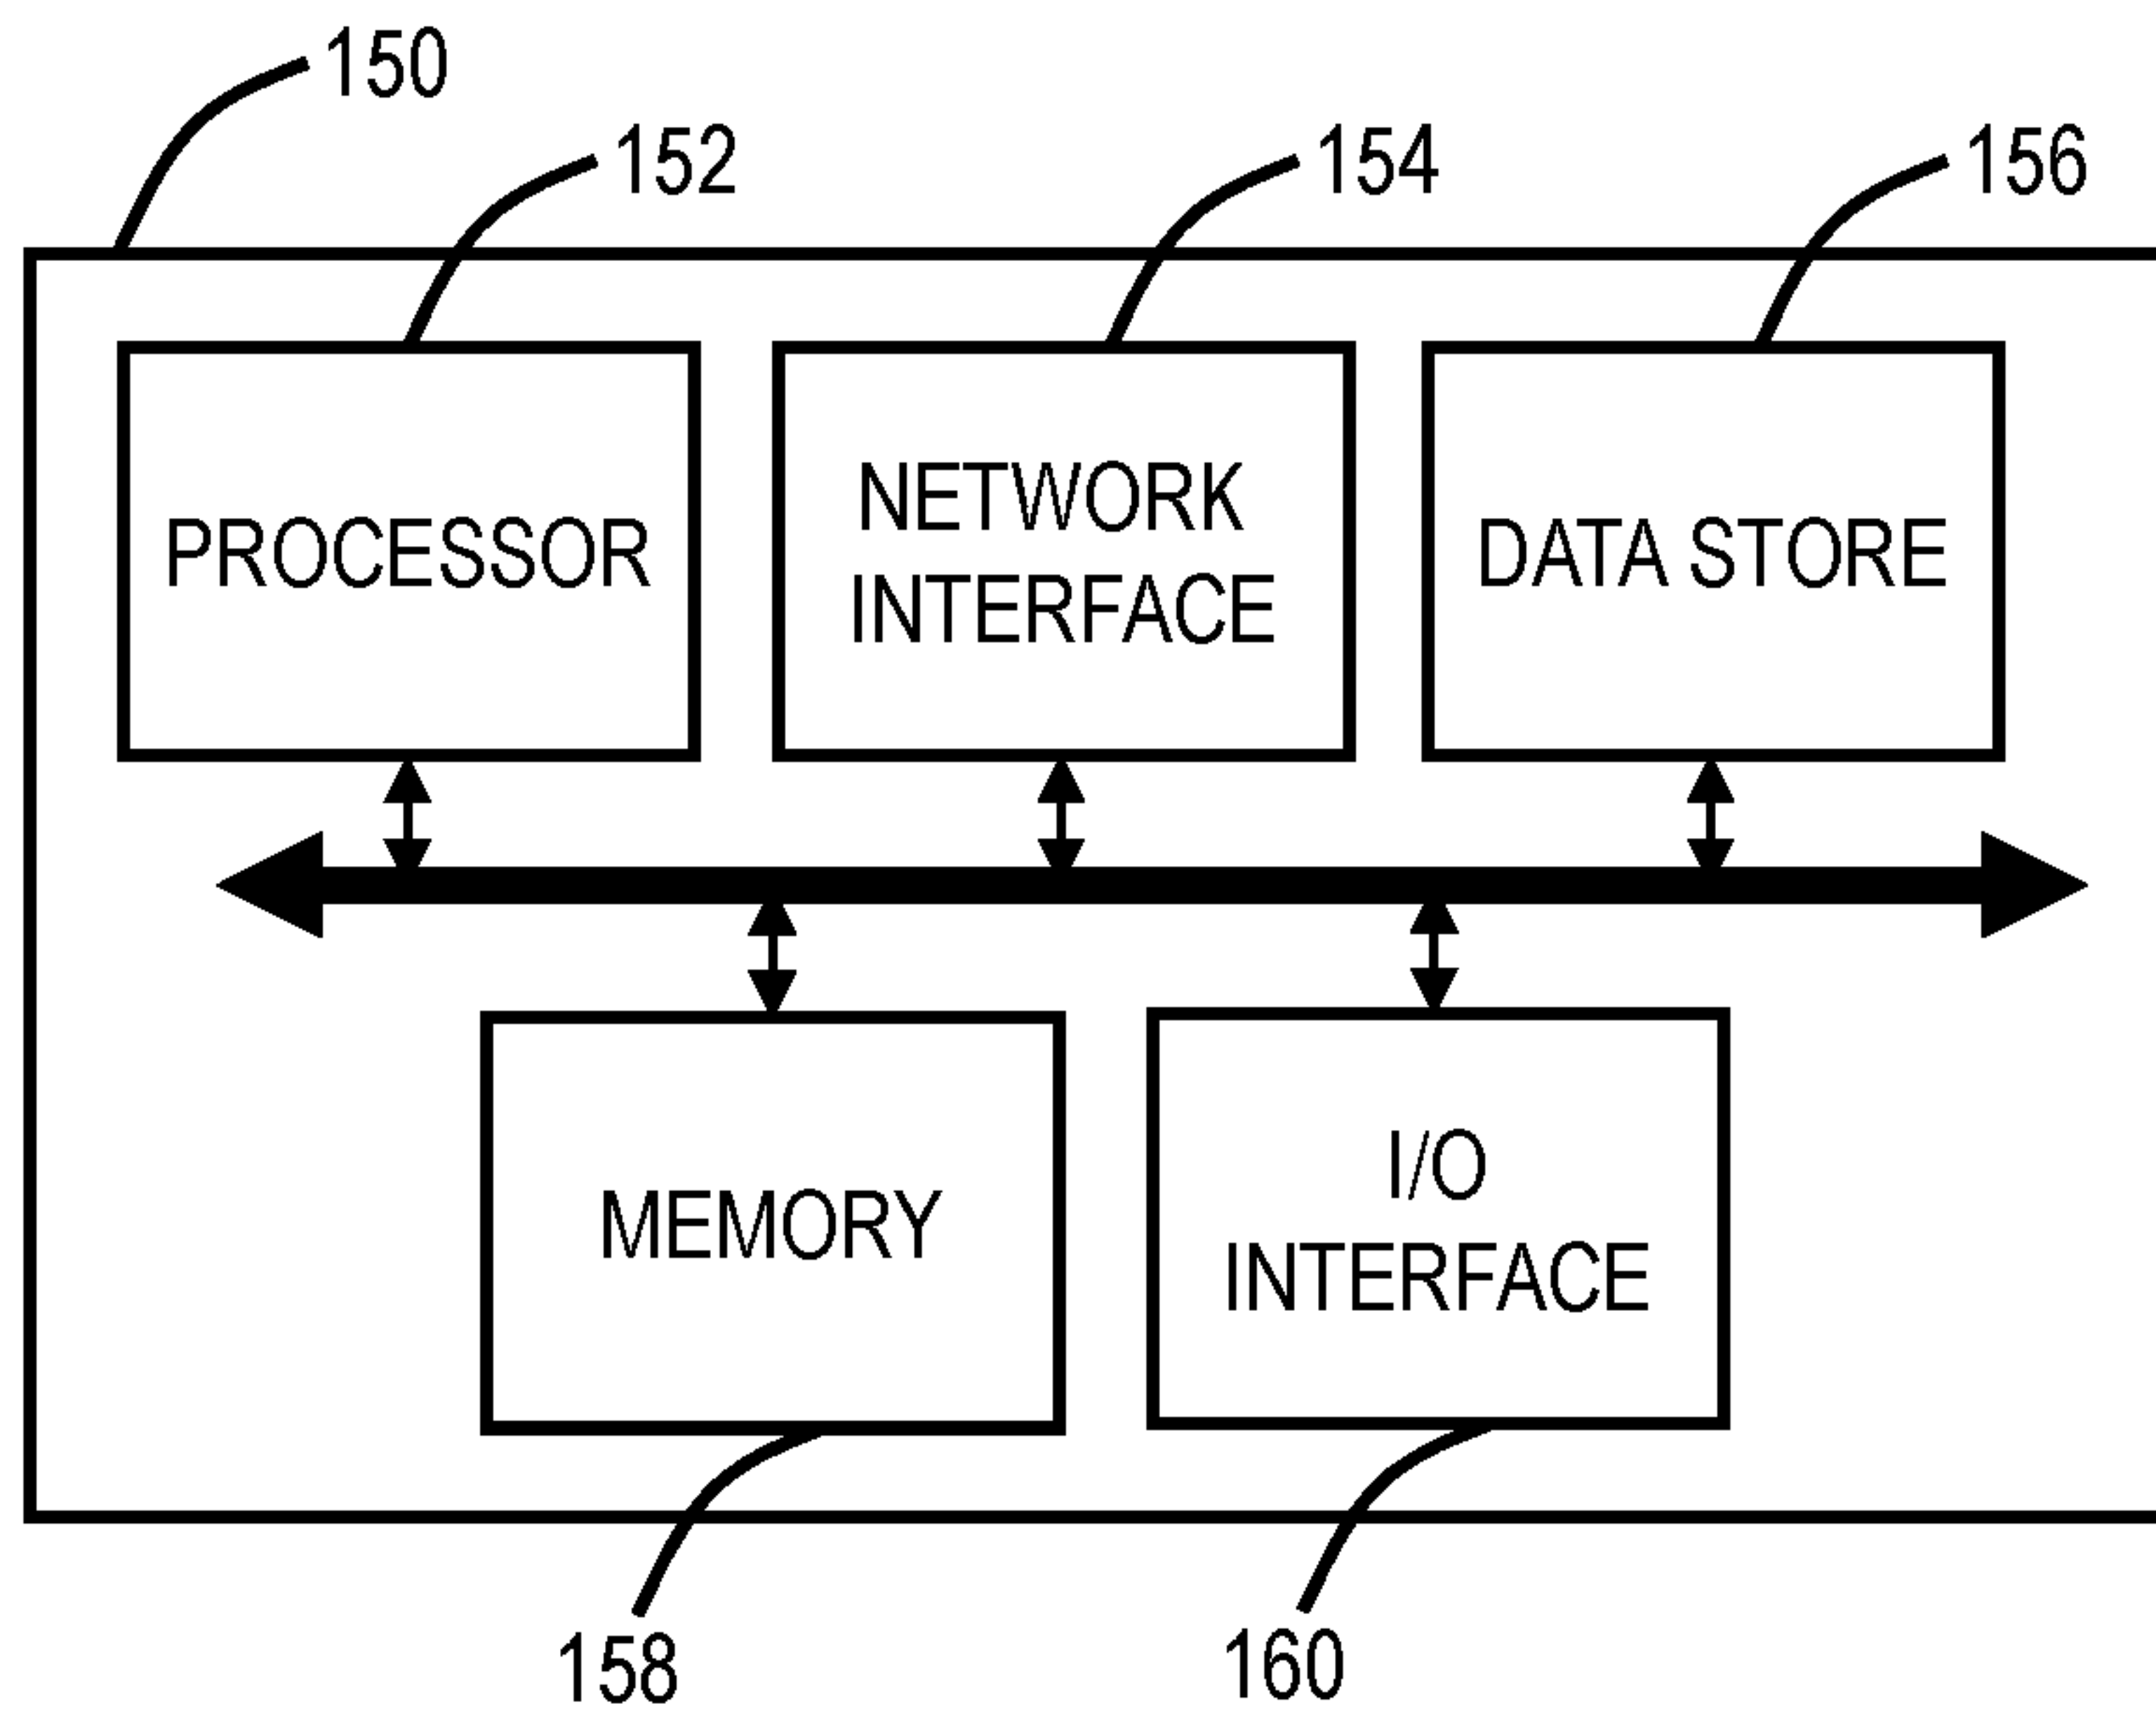 150
152
154
156
PROCESSOR
NETWORK
INTERFACE
DATA STORE
MEMORY
I/O
INTERFACE
158
160